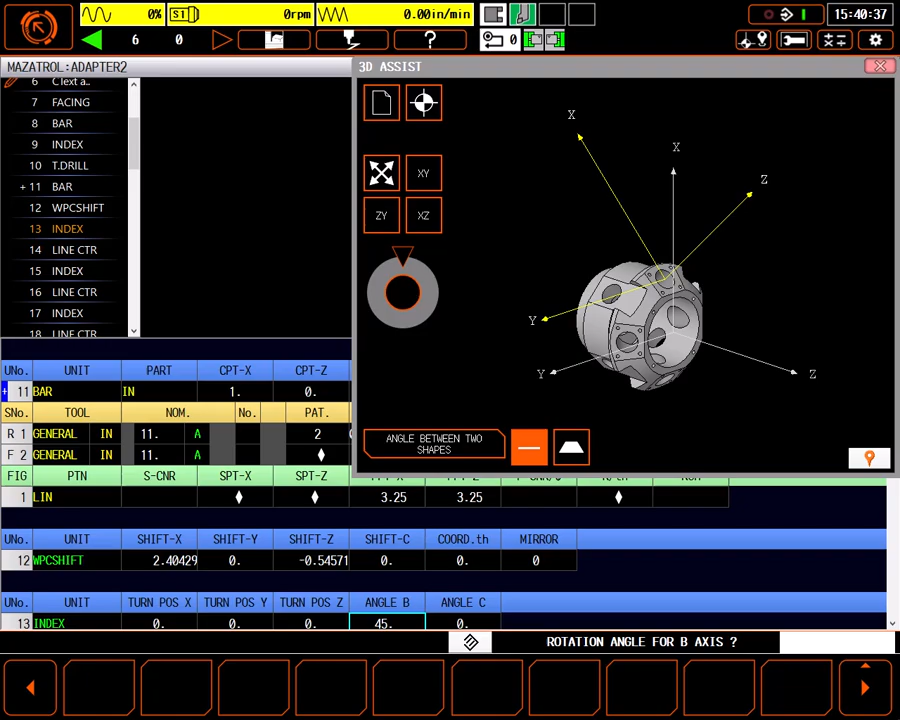 0% S1 0rpm 0.00in/min 15:40:37
6 0 ? 0
MAZATROL:ADAPTER2
3D ASSIST
6 CText a..
7 FACING
8 BAR
9 INDEX
10 T.DRILL
+ 11 BAR
12 WPCSHIFT
13 INDEX
14 LINE CTR
15 INDEX
16 LINE CTR
17 INDEX
18 LINE CTR
XY
ZY XZ
X
X
Z
Y
Y
Z
ANGLE BETWEEN TWO
SHAPES
UNo. UNIT PART CPT-X CPT-Z
+ 11 BAR IN 1. 0.
SNo. TOOL NOM. No. PAT.
R 1 GENERAL IN 11. A 2
F 2 GENERAL IN 11. A ♦
FIG PTN S-CNR SPT-X SPT-Z
1 LIN ♦ ♦ 3.25 3.25 ♦
UNo. UNIT SHIFT-X SHIFT-Y SHIFT-Z SHIFT-C COORD.th MIRROR
12 WPCSHIFT 2.40429 0. -0.54571 0. 0. 0
UNo. UNIT TURN POS X TURN POS Y TURN POS Z ANGLE B ANGLE C
13 INDEX 0. 0. 0. 45. 0.
ROTATION ANGLE FOR B AXIS ?